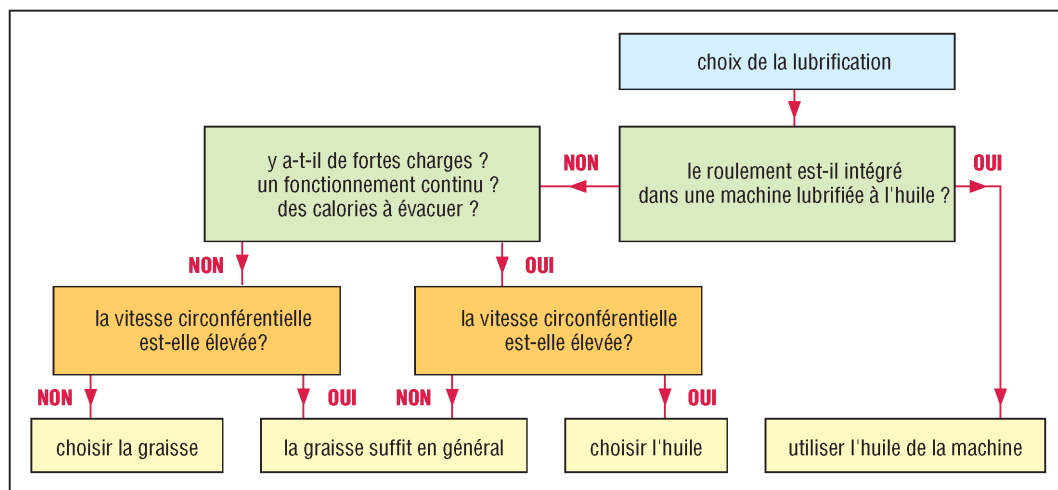 choix de la lubrification
y a-t-il de fortes charges ?
un fonctionnement continu ?
des calories à évacuer ?
NON
le roulement est-il intégré
dans une machine lubrifiée à l'huile ?
OUI
NON
OUI
la vitesse circonférentielle
est-elle élevée?
la vitesse circonférentielle
est-elle élevée?
NON
OUI
NON
OUI
choisir la graisse
la graisse suffit en général
choisir l'huile
utiliser l'huile de la machine